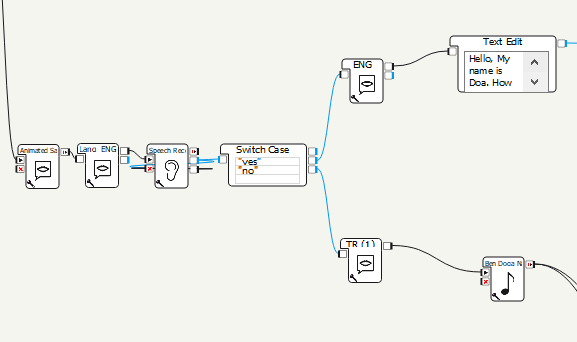 ENG
Text Edit
Hello, My
name is
Doa. How
Animated Sa
Lang ENG
Speech Rec
Switch Case
"yes"
"no"
TR (1)
Ben Doga N